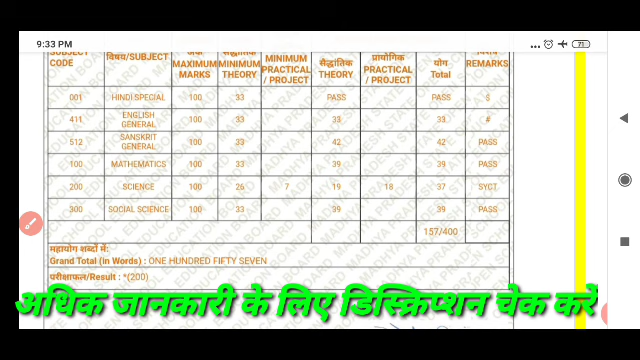 9:33 PM
... 71
SUBJECT CODE विषय/SUBJECT अंक MAXIMUM MARKS सैद्धांतिक MINIMUM THEORY MINIMUM PRACTICAL / PROJECT सैद्धांतिक THEORY प्रायोगिक PRACTICAL / PROJECT योग Total विशेष REMARKS
001 HINDI SPECIAL 100 33 PASS PASS $
411 ENGLISH GENERAL 100 33 33 33 #
512 SANSKRIT GENERAL 100 33 42 42 PASS
100 MATHEMATICS 100 33 39 39 PASS
200 SCIENCE 100 26 7 19 18 37 SYCT
300 SOCIAL SCIENCE 100 33 39 39 PASS
157/400
महायोग शब्दों में:
Grand Total (in Words) : ONE HUNDRED FIFTY SEVEN
परीक्षाफल/Result : *(200)
अधिक जानकारी के लिए डिस्क्रिप्शन चेक करें